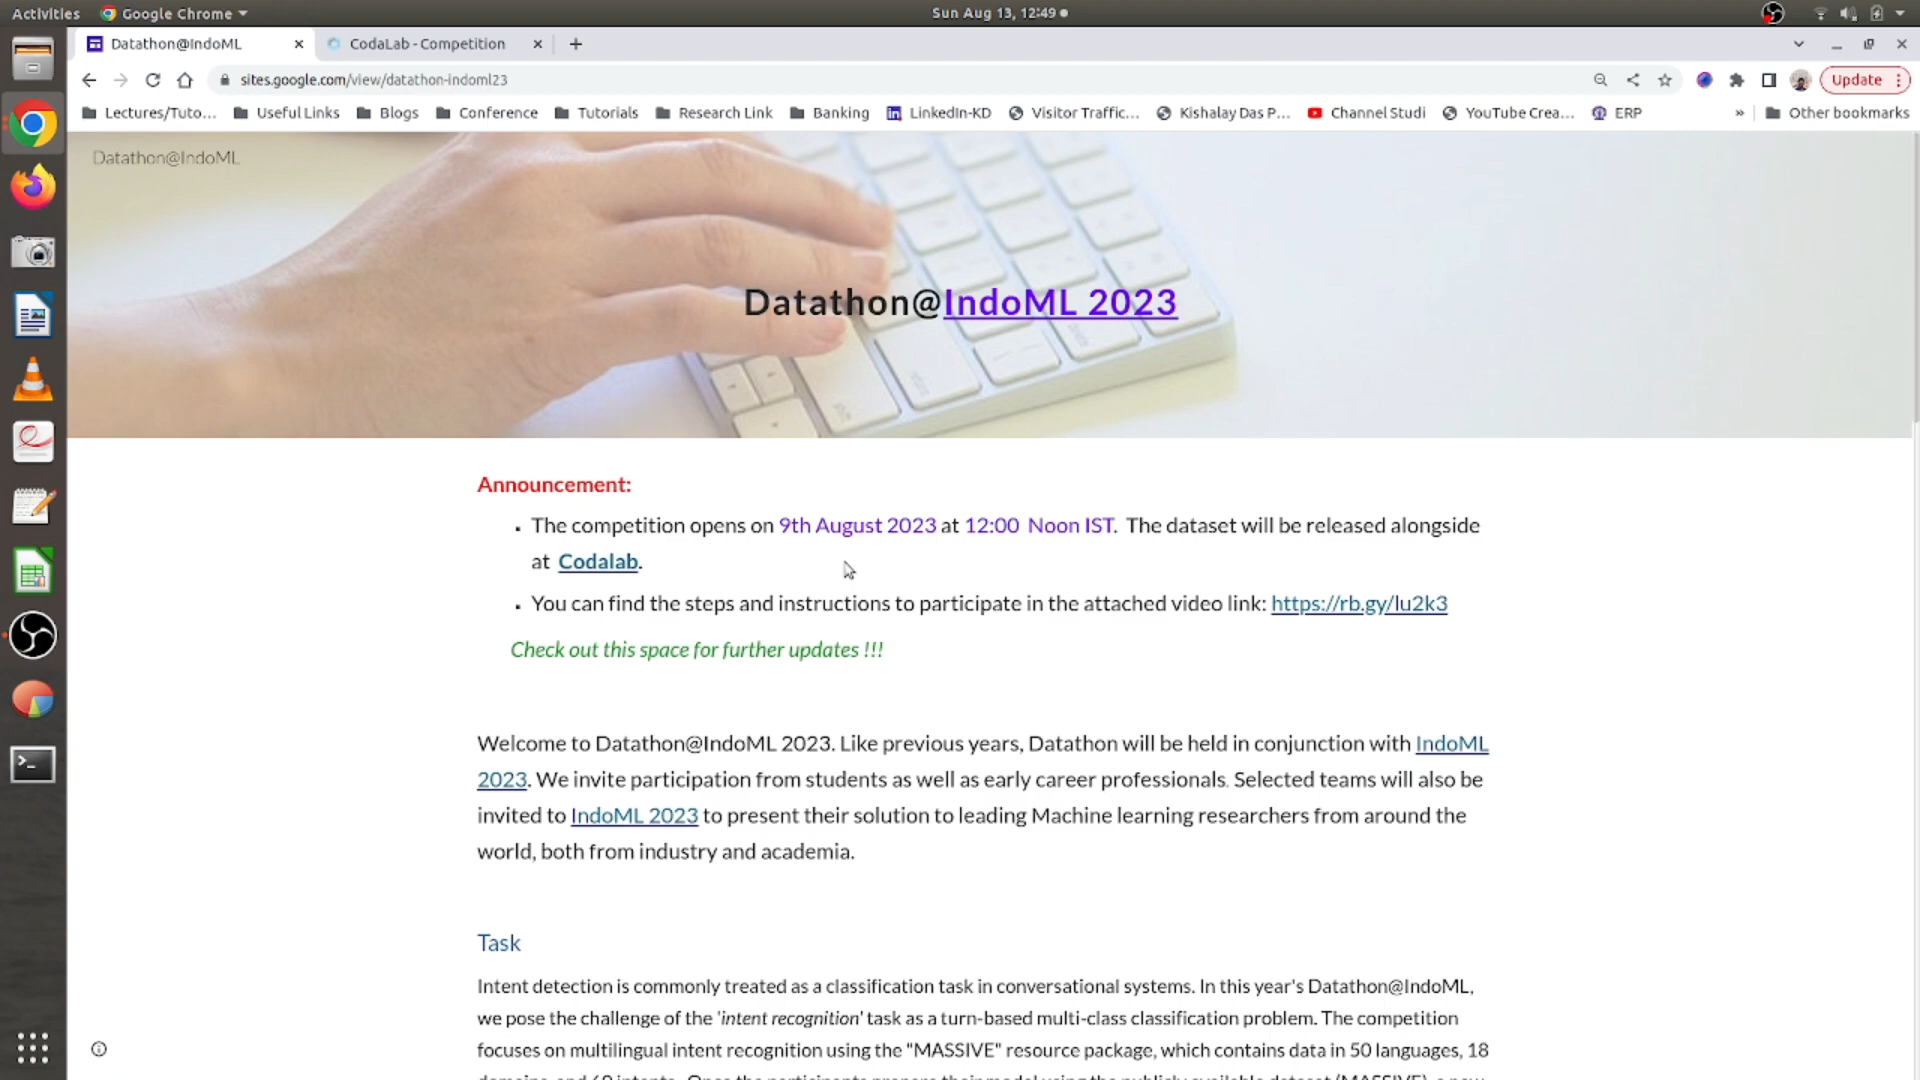 Activities Google Chrome Sun Aug 13, 12:49
Datathon@IndoML CodaLab - Competition
sites.google.com/view/datathon-indoml23 Update
Lectures/Tuto... Useful Links Blogs Conference Tutorials Research Link Banking LinkedIn-KD Visitor Traffic... Kishalay Das P... Channel Studi YouTube Crea... ERP » Other bookmarks
Datathon@IndoML
Datathon@IndoML 2023
Announcement:
The competition opens on 9th August 2023 at 12:00 Noon IST. The dataset will be released alongside
at Codalab.
You can find the steps and instructions to participate in the attached video link: https://rb.gy/lu2k3
Check out this space for further updates !!!
Welcome to Datathon@IndoML 2023. Like previous years, Datathon will be held in conjunction with IndoML
2023. We invite participation from students as well as early career professionals. Selected teams will also be
invited to IndoML 2023 to present their solution to leading Machine learning researchers from around the
world, both from industry and academia.
Task
Intent detection is commonly treated as a classification task in conversational systems. In this year's Datathon@IndoML,
we pose the challenge of the 'intent recognition' task as a turn-based multi-class classification problem. The competition
focuses on multilingual intent recognition using the "MASSIVE" resource package, which contains data in 50 languages, 18